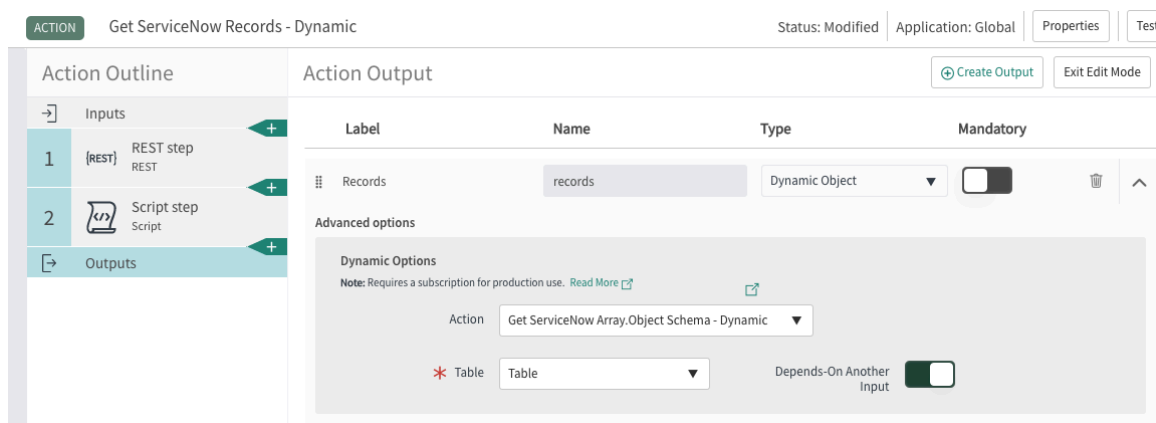 ACTION Get ServiceNow Records - Dynamic Status: Modified Application: Global Properties Test
Action Outline Action Output Create Output Exit Edit Mode
Inputs
Label Name Type Mandatory
1 {REST} REST step
REST
Records records Dynamic Object
2 Script step
Script
Advanced options
Outputs
Dynamic Options
Note: Requires a subscription for production use. Read More
Action Get ServiceNow Array.Object Schema - Dynamic
* Table Table Depends-On Another
Input